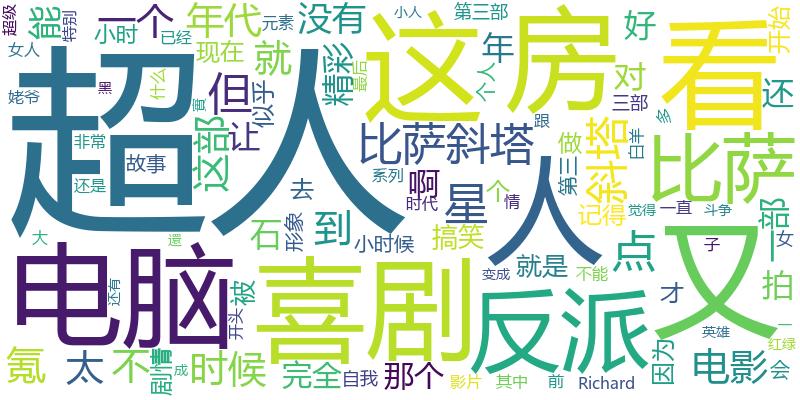 超级
能
特别
一个
小时
已经
年代
现在
元素
没有
小人
第三部
好
开始
女人
姥爷
超人
但
就
精彩
最后
年
个人
这房
看
对
三部
还
什么
黑
寅
似乎
让
这部
非常
还是
故事
比萨斜塔
跟
做
第三
斜塔
白羊
多
比萨
去
系列
啊
时代
星
个
情
人
记得
觉得
一直
斗争
部
女
石
形象
到
小时候
搞笑
就是
变成
不能
点
又
子
一
大
電脑
还有
开头
被
喜剧
反派
因为
才
英雄
拍
一
红绿
氪
太
不
剧情
成
时候
完全
自我
那个
影片
其中
前
Richard
电影
会